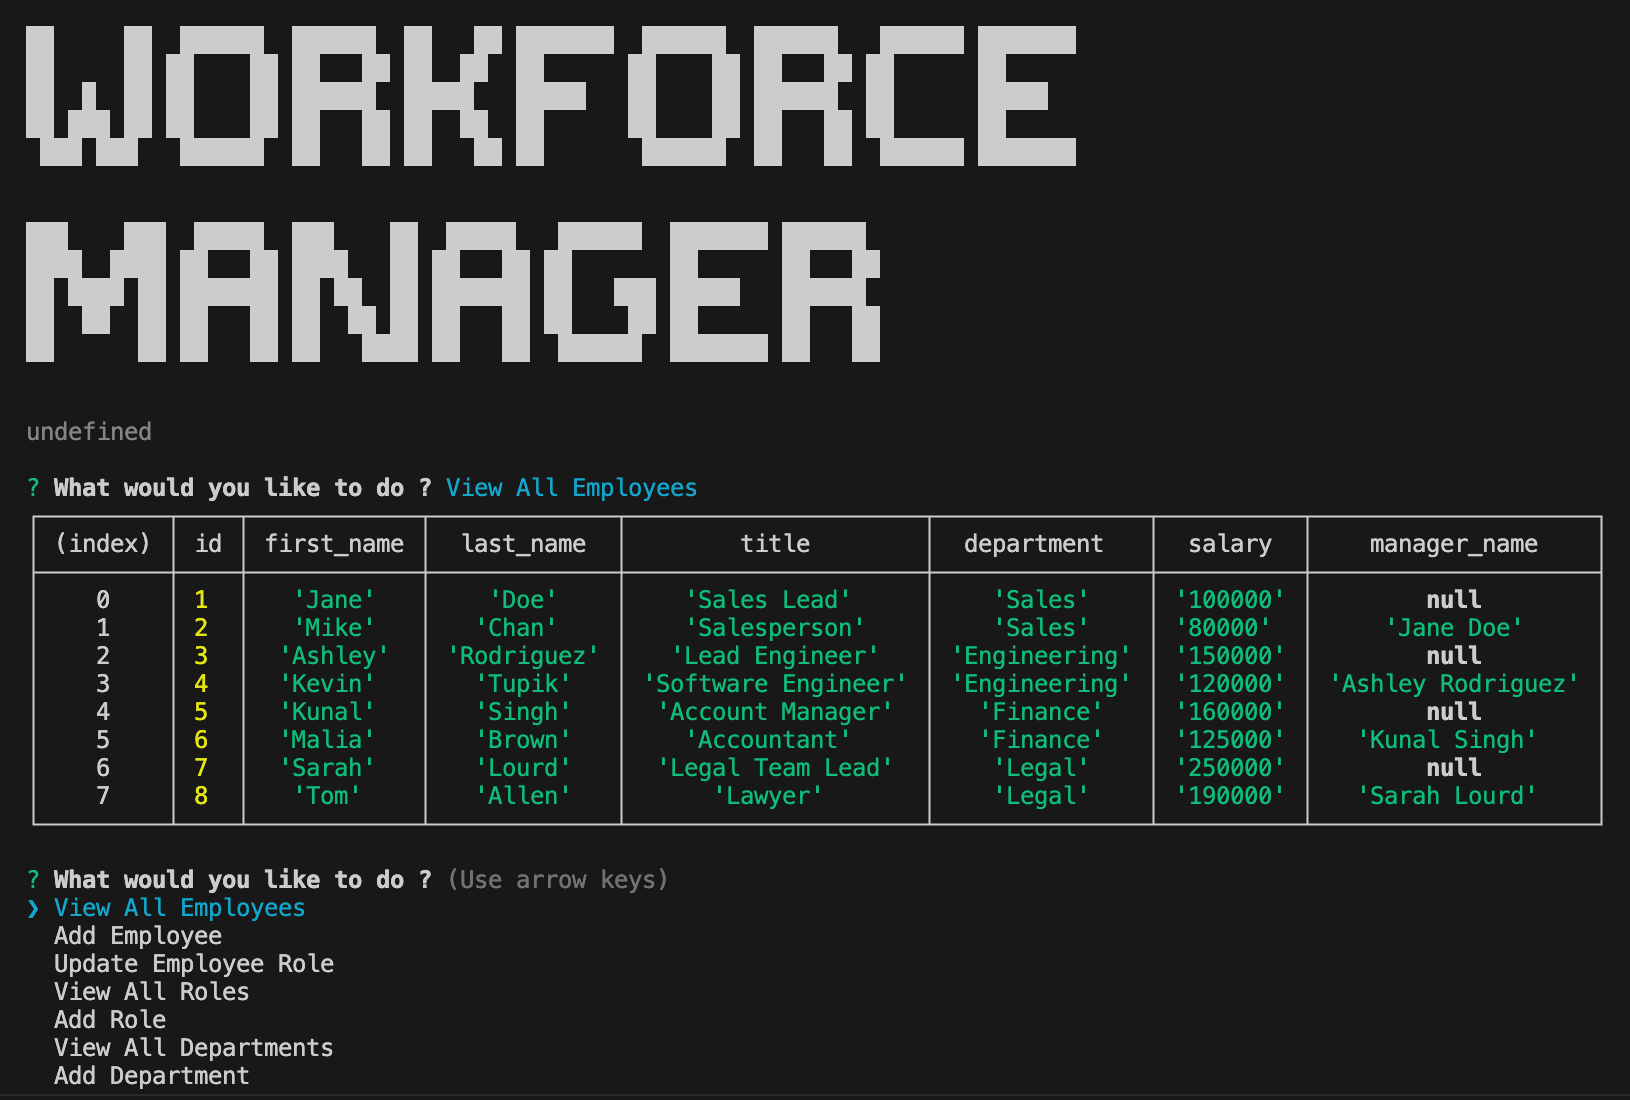 WORKFORCE
MANAGER
undefined
? What would you like to do ? View All Employees
(index) id first_name last_name title department salary manager_name
0 1 'Jane' 'Doe' 'Sales Lead' 'Sales' '100000' null
1 2 'Mike' 'Chan' 'Salesperson' 'Sales' '80000' 'Jane Doe'
2 3 'Ashley' 'Rodriguez' 'Lead Engineer' 'Engineering' '150000' null
3 4 'Kevin' 'Tupik' 'Software Engineer' 'Engineering' '120000' 'Ashley Rodriguez'
4 5 'Kunal' 'Singh' 'Account Manager' 'Finance' '160000' null
5 6 'Malia' 'Brown' 'Accountant' 'Finance' '125000' 'Kunal Singh'
6 7 'Sarah' 'Lourd' 'Legal Team Lead' 'Legal' '250000' null
7 8 'Tom' 'Allen' 'Lawyer' 'Legal' '190000' 'Sarah Lourd'
? What would you like to do ? (Use arrow keys)
❯ View All Employees
Add Employee
Update Employee Role
View All Roles
Add Role
View All Departments
Add Department